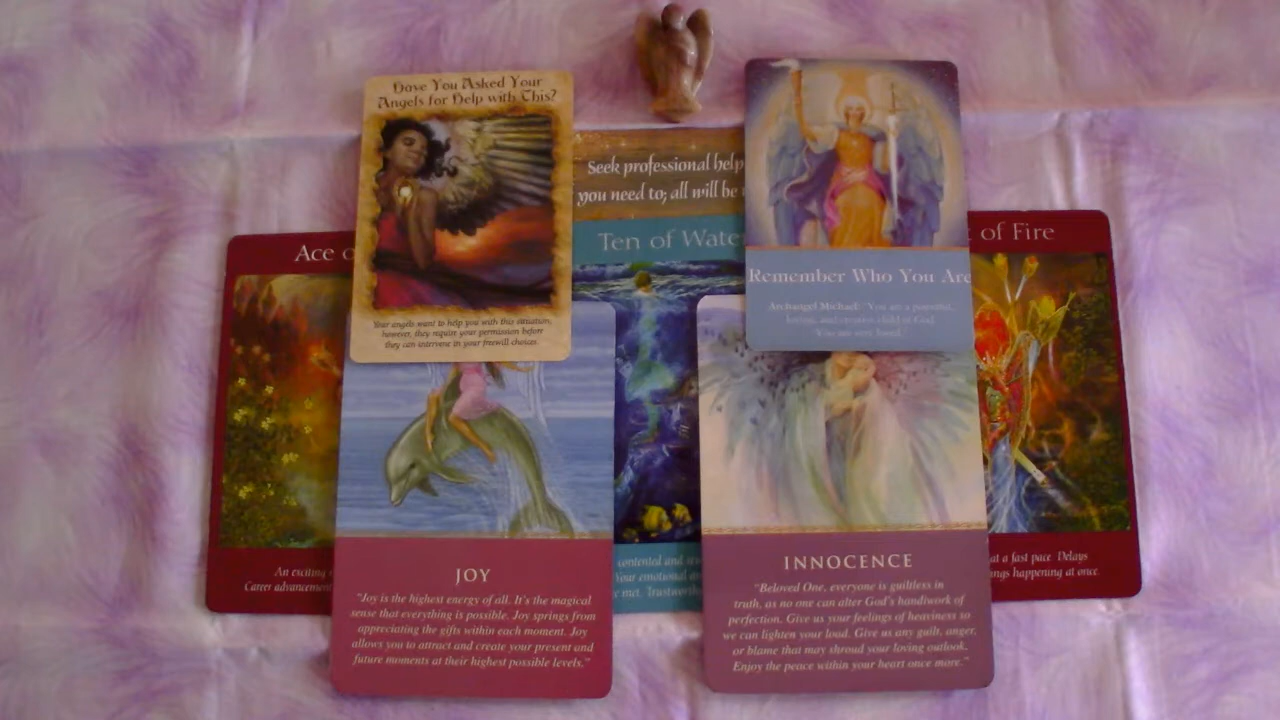 Have You Asked Your
Angels for Help with This?
Your angels want to help you with this situation,
however, they require your permission before
they can intervene in your freewill choices.
Seek professional help
you need to; all will be
Ten of Water
Remember Who You Are
Archangel Michael: "You are a powerful,
loving, and creative child of God.
You are very loved."
Ace o
of Fire
An exciting
Career advancement
contented and
Your emotional
met. Trustworth
at a fast pace. Delays
ings happening at once.
JOY
"Joy is the highest energy of all. It's the magical
sense that everything is possible. Joy springs from
appreciating the gifts within each moment. Joy
allows you to attract and create your present and
future moments at their highest possible levels."
INNOCENCE
"Beloved One, everyone is guiltless in
truth, as no one can alter God's handiwork of
perfection. Give us your feelings of heaviness so
we can lighten your load. Give us any guilt, anger,
or blame that may shroud your loving outlook.
Enjoy the peace within your heart once more."